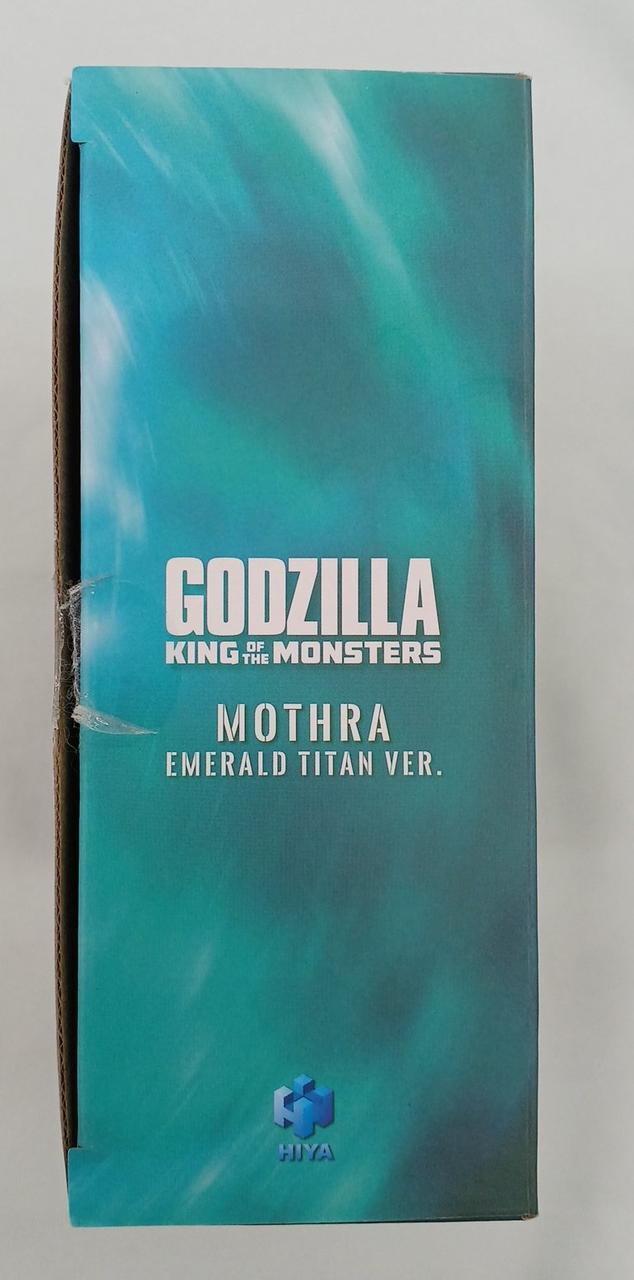 GODZILLA
KING OF THE MONSTERS
MOTHRA
EMERALD TITAN VER.
HIYA